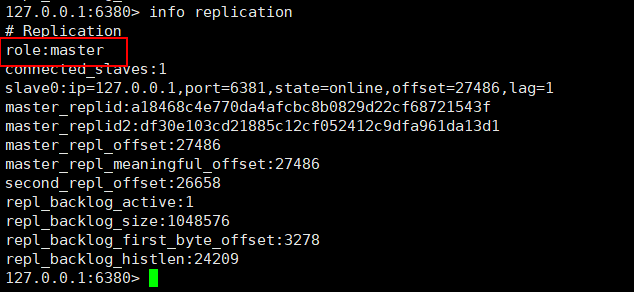 127.0.0.1:6380> info replication
# Replication
role:master
connected_slaves:1
slave0:ip=127.0.0.1,port=6381,state=online,offset=27486,lag=1
master_replid:a18468c4e770da4afcbc8b0829d22cf68721543f
master_replid2:df30e103cd21885c12cf052412c9dfa961da13d1
master_repl_offset:27486
master_repl_meaningful_offset:27486
second_repl_offset:26658
repl_backlog_active:1
repl_backlog_size:1048576
repl_backlog_first_byte_offset:3278
repl_backlog_histlen:24209
127.0.0.1:6380>